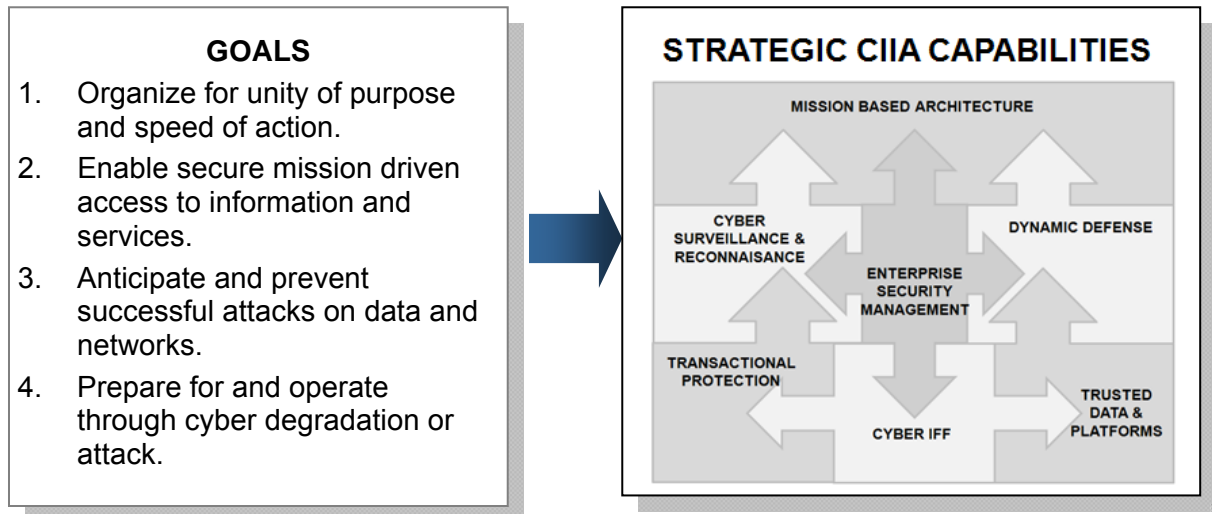 GOALS
1. Organize for unity of purpose
and speed of action.
2. Enable secure mission driven
access to information and
services.
3. Anticipate and prevent
successful attacks on data and
networks.
4. Prepare for and operate
through cyber degradation or
attack.
STRATEGIC CIIA CAPABILITIES
MISSION BASED ARCHITECTURE
CYBER
SURVEILLANCE &
RECONNAISANCE
DYNAMIC DEFENSE
ENTERPRISE
SECURITY
MANAGEMENT
TRANSACTIONAL
PROTECTION
CYBER IFF
TRUSTED
DATA &
PLATFORMS